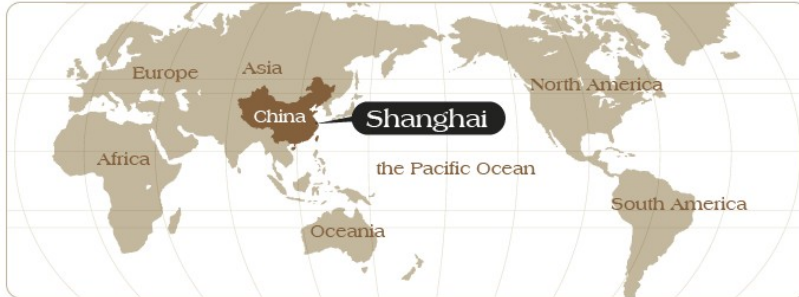 Europe
Asia
North America
China
Shanghai
Africa
the Pacific Ocean
South America
Oceania